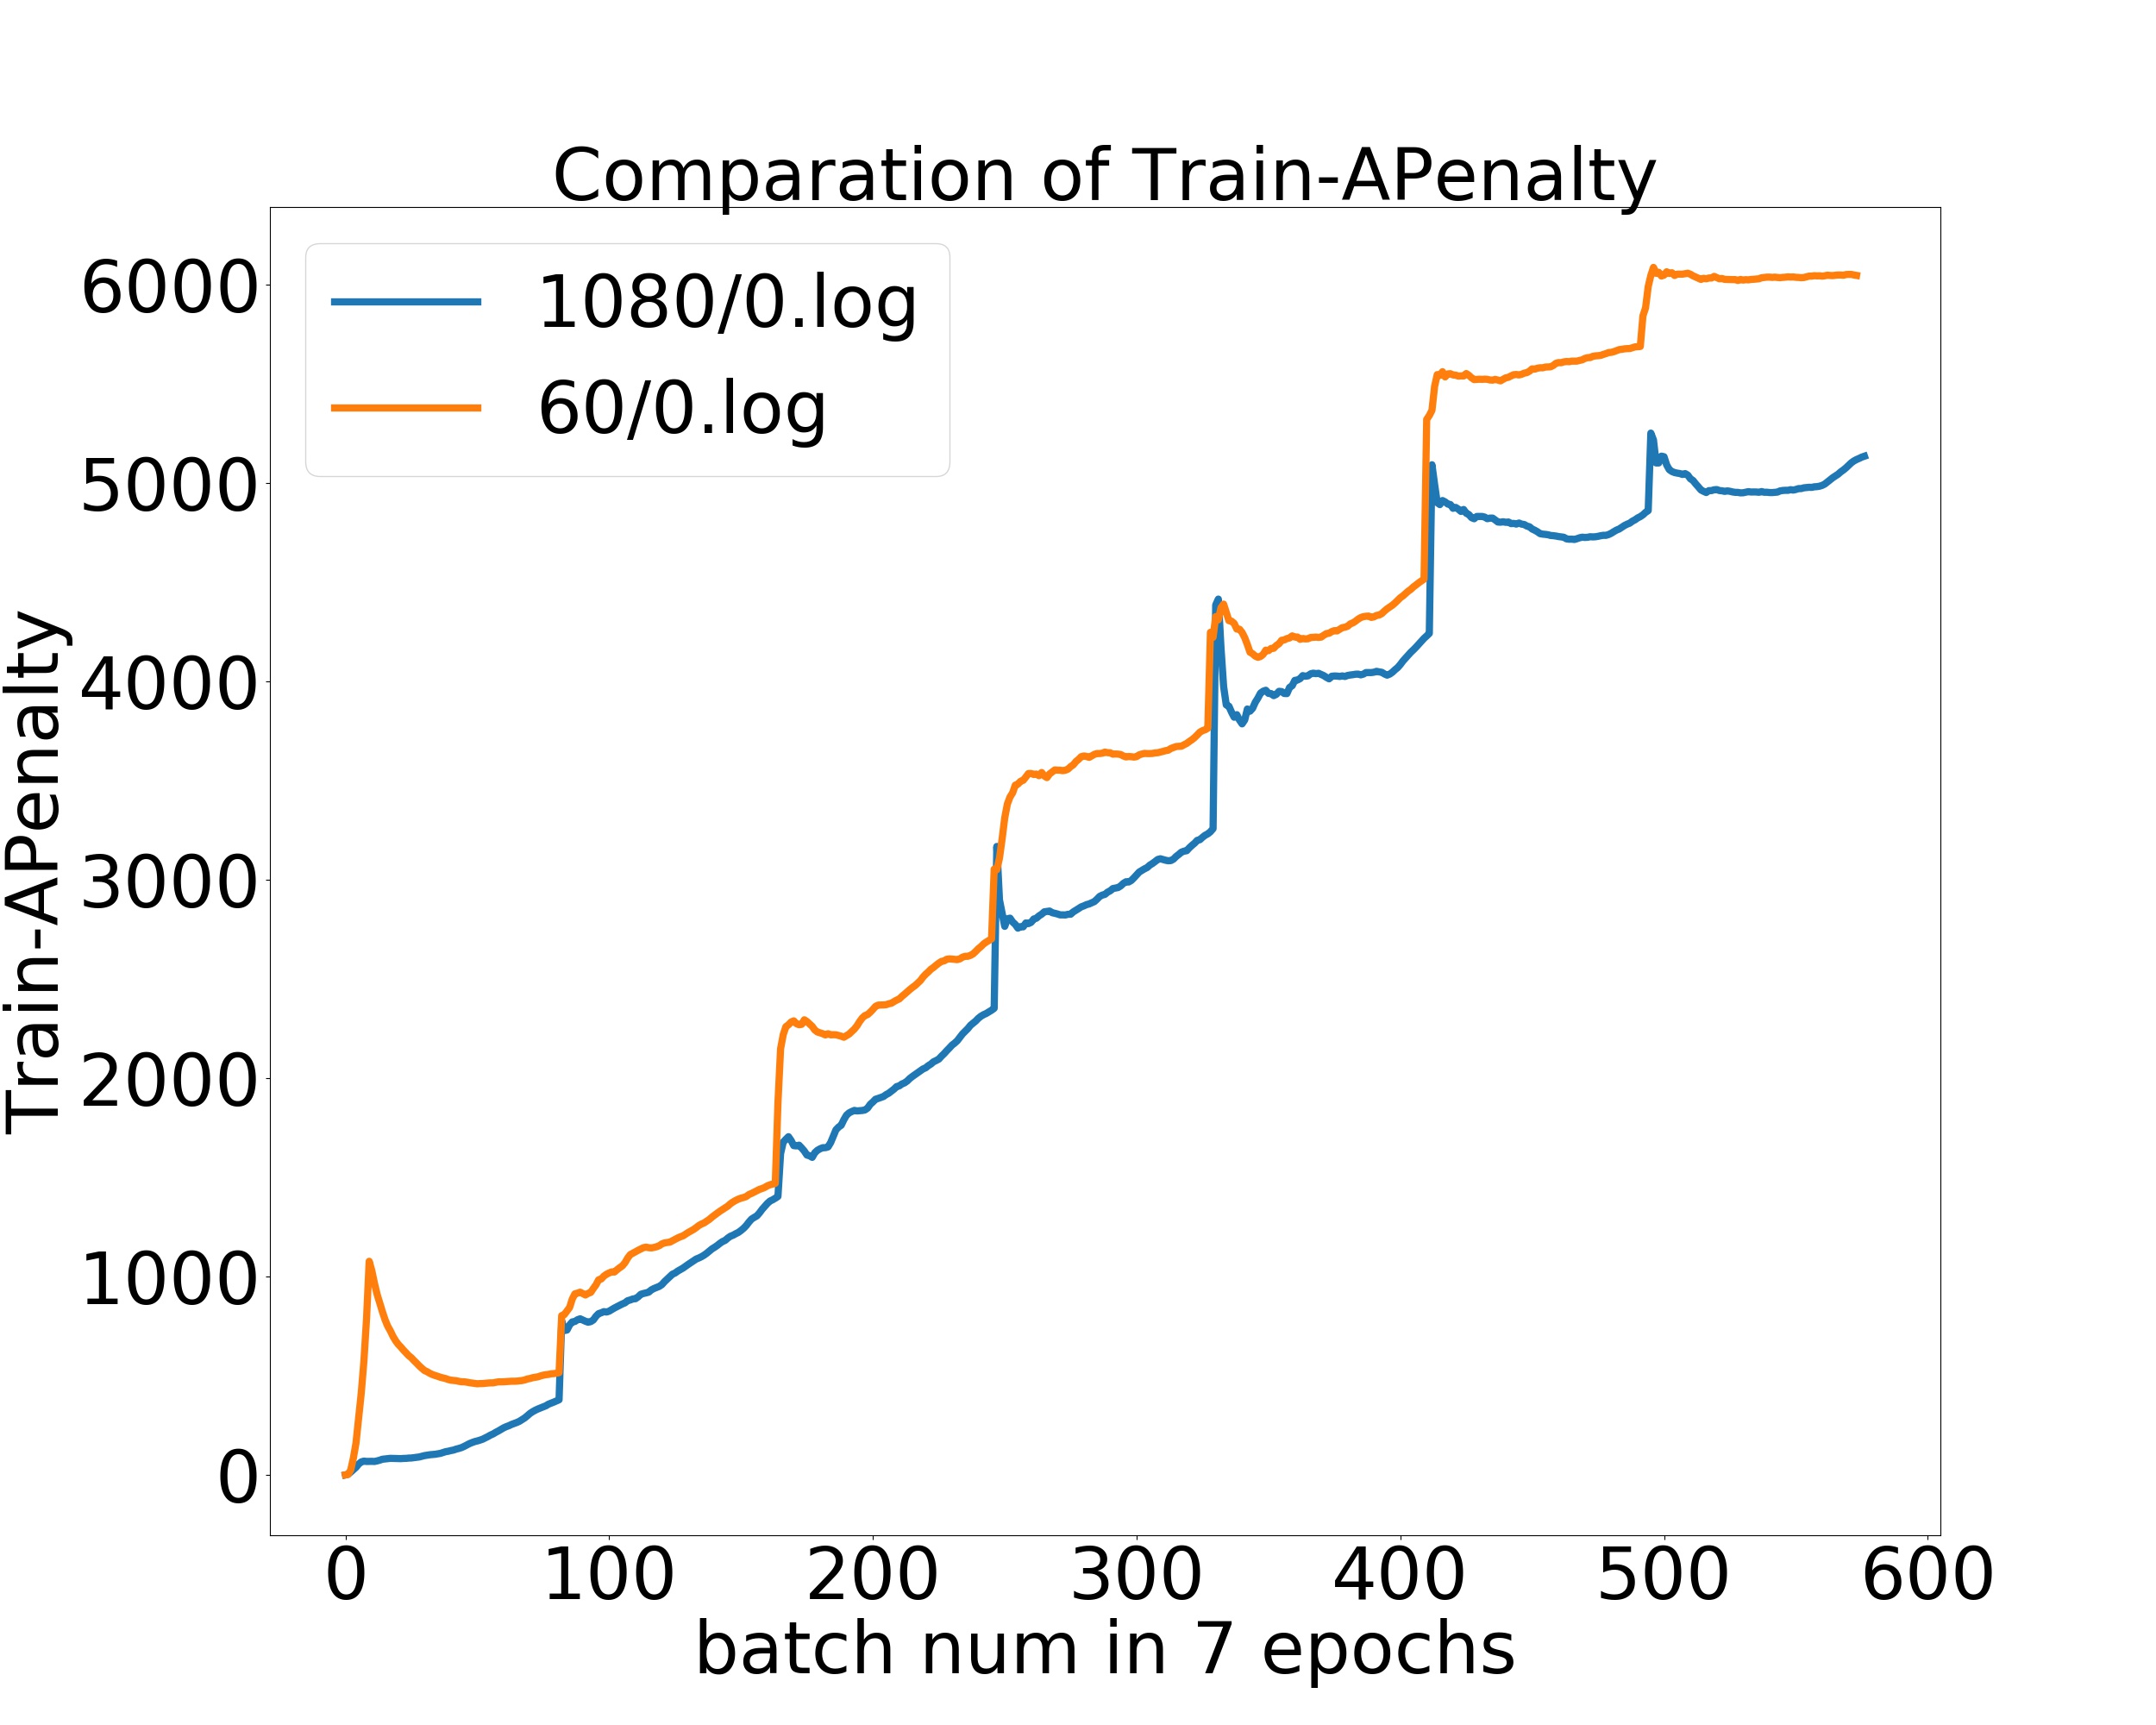 Comparation of Train-APenalty
1080/0.log
60/0.log
Train-APenalty
6000
5000
4000
3000
2000
1000
0
0 100 200 300 400 500 600
batch num in 7 epochs